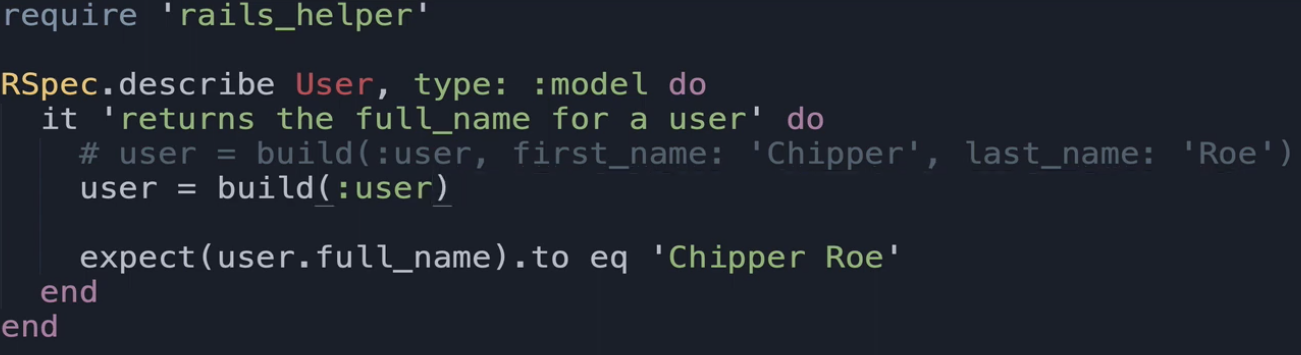 require 'rails_helper'
RSpec.describe User, type: :model do
it 'returns the full_name for a user' do
# user = build(:user, first_name: 'Chipper', last_name: 'Roe')
user = build(:user)
expect(user.full_name).to eq 'Chipper Roe'
end
end